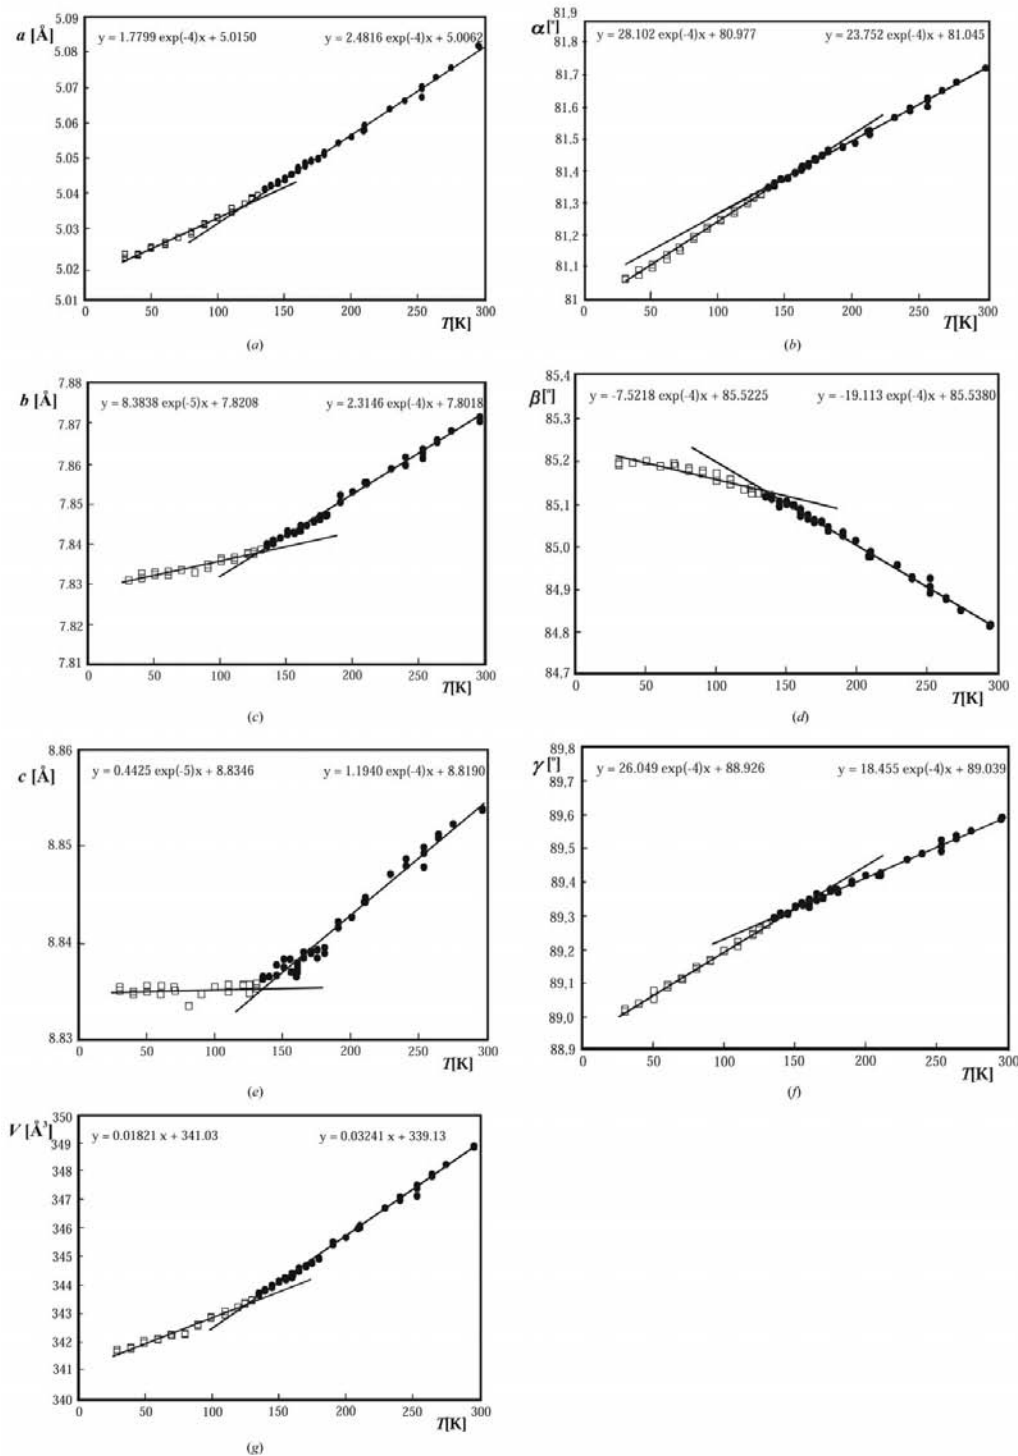 a [Å]
y = 1.7799 exp(-4)x + 5.0150 y = 2.4816 exp(-4)x + 5.0062
5.09
5.08
5.07
5.06
5.05
5.04
5.03
5.02
5.01
0 50 100 150 200 250 300
T[K]
(a)
α[°]
y = 28.102 exp(-4)x + 80.977 y = 23.752 exp(-4)x + 81.045
81.9
81,8
81,7
81,6
81,5
81,4
81,3
81,2
81,1
81
0 50 100 150 200 250 300
T[K]
(b)
b [Å]
y = 8.3838 exp(-5)x + 7.8208 y = 2.3146 exp(-4)x + 7.8018
7.88
7.87
7.86
7.85
7.84
7.83
7.82
7.81
0 50 100 150 200 250 300
T[K]
(c)
β[°]
y = -7.5218 exp(-4)x + 85.5225 y = -19.113 exp(-4)x + 85.5380
85,4
85,3
85,2
85,1
85,0
84,9
84,8
84,7
0 50 100 150 200 250 300
T[K]
(d)
c [Å]
y = 0.4425 exp(-5)x + 8.8346 y = 1.1940 exp(-4)x + 8.8190
8.86
8.85
8.84
8.83
0 50 100 150 200 250 300
T[K]
(e)
γ[°]
y = 26.049 exp(-4)x + 88.926 y = 18.455 exp(-4)x + 89.039
89,8
89,7
89,6
89,5
89,4
89,3
89,2
89,1
89,0
88,9
0 50 100 150 200 250 300
T[K]
(f)
V [Å³]
y = 0.01821 x + 341.03 y = 0.03241 x + 339.13
350
349
348
347
346
345
344
343
342
341
340
0 50 100 150 200 250 300
T[K]
(g)